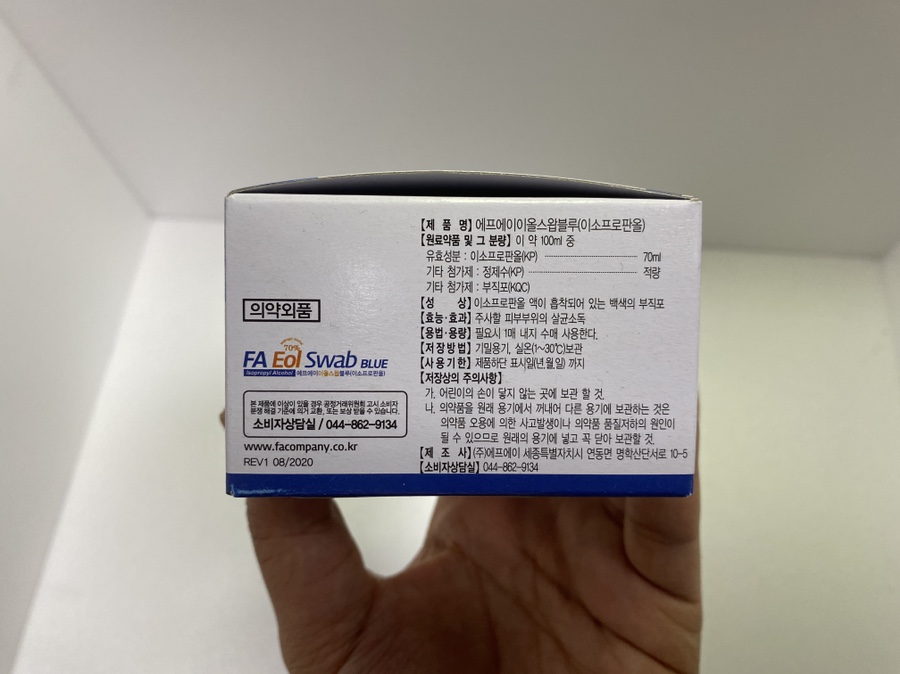 의약외품
70%
FA Eol Swab BLUE
Isopropyl Alcohol 에프에이이올스왑블루(이소프로판올)
본 제품에 이상이 있을 경우 공정거래위원회 고시 소비자
분쟁 해결 기준에 의거 교환, 또는 보상 받을 수 있습니다.
소비자상담실 / 044-862-9134
www.facompany.co.kr
REV1 08/2020
【제 품 명】에프에이이올스왑블루(이소프로판올)
【원료약품 및 그 분량】이 약 100ml 중
유효성분 : 이소프로판올(KP) 70ml
기타 첨가제 : 정제수(KP) 적량
기타 첨가제 : 부직포(KQC)
【성 상】이소프로판올 액이 흡착되어 있는 백색의 부직포
【효능·효과】주사할 피부부위의 살균소독
【용법·용량】필요시 1매 내지 수매 사용한다.
【저장방법】기밀용기, 실온(1~30℃)보관
【사용기한】제품하단 표시일(년,월,일) 까지
【저장상의 주의사항】
가. 어린이의 손이 닿지 않는 곳에 보관 할 것.
나. 의약품을 원래 용기에서 꺼내어 다른 용기에 보관하는 것은
의약품 오용에 의한 사고발생이나 의약품 품질저하의 원인이
될 수 있으므로 원래의 용기에 넣고 꼭 닫아 보관할 것.
【제 조 사】(주)에프에이 세종특별자치시 연동면 명학산단서로 10-5
【소비자상담실】044-862-9134